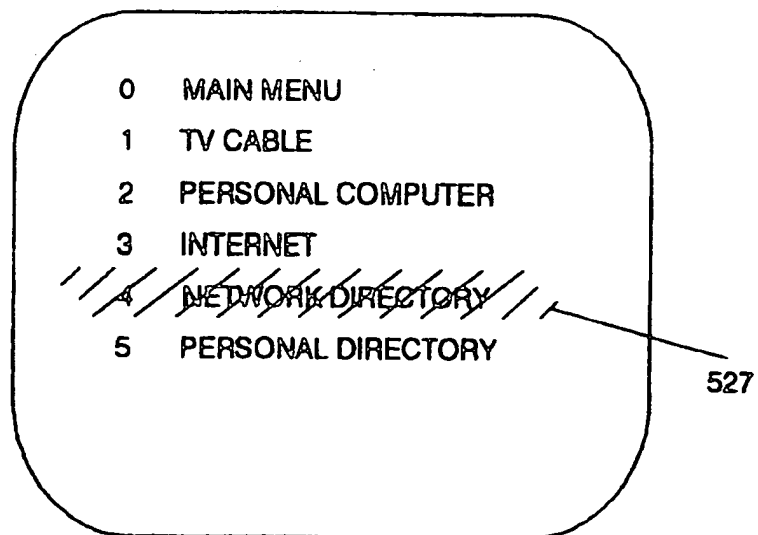 0 MAIN MENU
1 TV CABLE
2 PERSONAL COMPUTER
3 INTERNET
4 NETWORK DIRECTORY
5 PERSONAL DIRECTORY
527